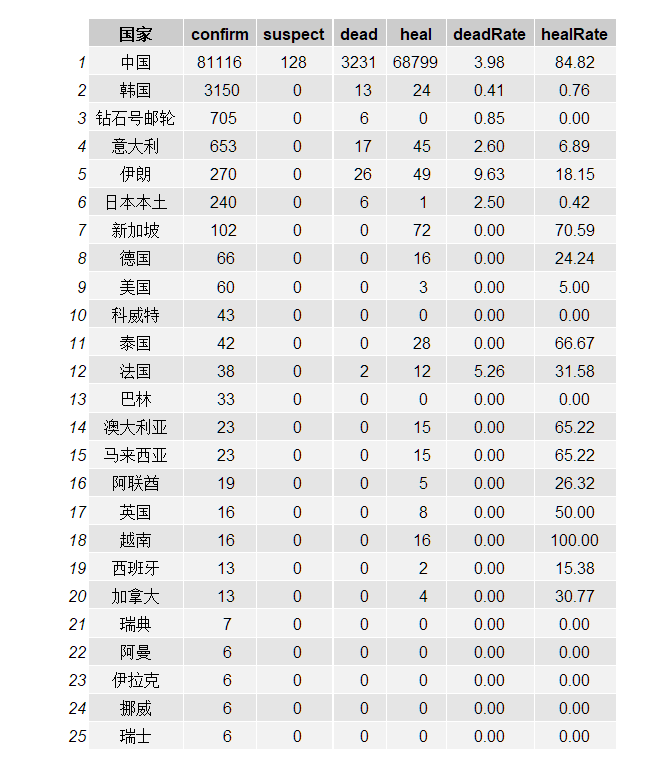 国家 confirm suspect dead heal deadRate healRate
1 中国 81116 128 3231 68799 3.98 84.82
2 韩国 3150 0 13 24 0.41 0.76
3 钻石号邮轮 705 0 6 0 0.85 0.00
4 意大利 653 0 17 45 2.60 6.89
5 伊朗 270 0 26 49 9.63 18.15
6 日本本土 240 0 6 1 2.50 0.42
7 新加坡 102 0 0 72 0.00 70.59
8 德国 66 0 0 16 0.00 24.24
9 美国 60 0 0 3 0.00 5.00
10 科威特 43 0 0 0 0.00 0.00
11 泰国 42 0 0 28 0.00 66.67
12 法国 38 0 2 12 5.26 31.58
13 巴林 33 0 0 0 0.00 0.00
14 澳大利亚 23 0 0 15 0.00 65.22
15 马来西亚 23 0 0 15 0.00 65.22
16 阿联酋 19 0 0 5 0.00 26.32
17 英国 16 0 0 8 0.00 50.00
18 越南 16 0 0 16 0.00 100.00
19 西班牙 13 0 0 2 0.00 15.38
20 加拿大 13 0 0 4 0.00 30.77
21 瑞典 7 0 0 0 0.00 0.00
22 阿曼 6 0 0 0 0.00 0.00
23 伊拉克 6 0 0 0 0.00 0.00
24 挪威 6 0 0 0 0.00 0.00
25 瑞士 6 0 0 0 0.00 0.00